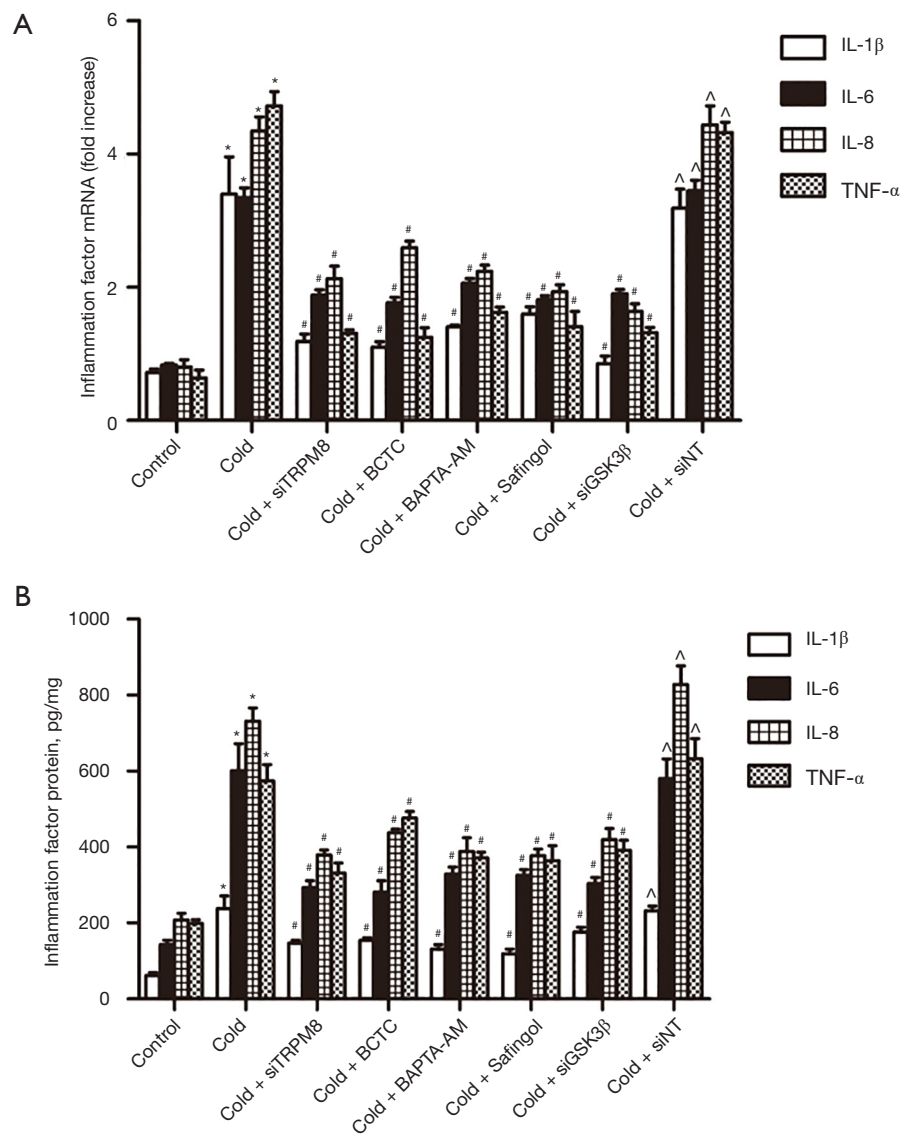 A
Inflammation factor mRNA (fold increase)
6
4
2
0
* * * *
# # # #
# # # #
# # # #
# # # #
# # # #
^ ^ ^ ^
Control
Cold
Cold + siTRPM8
Cold + BCTC
Cold + BAPTA-AM
Cold + Safingol
Cold + siGSK3β
Cold + siNT
IL-1β
IL-6
IL-8
TNF-α
B
Inflammation factor protein, pg/mg
1000
800
600
400
200
0
* * * *
# # # #
# # # #
# # # #
# # # #
# # # #
^ ^ ^ ^
Control
Cold
Cold + siTRPM8
Cold + BCTC
Cold + BAPTA-AM
Cold + Safingol
Cold + siGSK3β
Cold + siNT
IL-1β
IL-6
IL-8
TNF-α